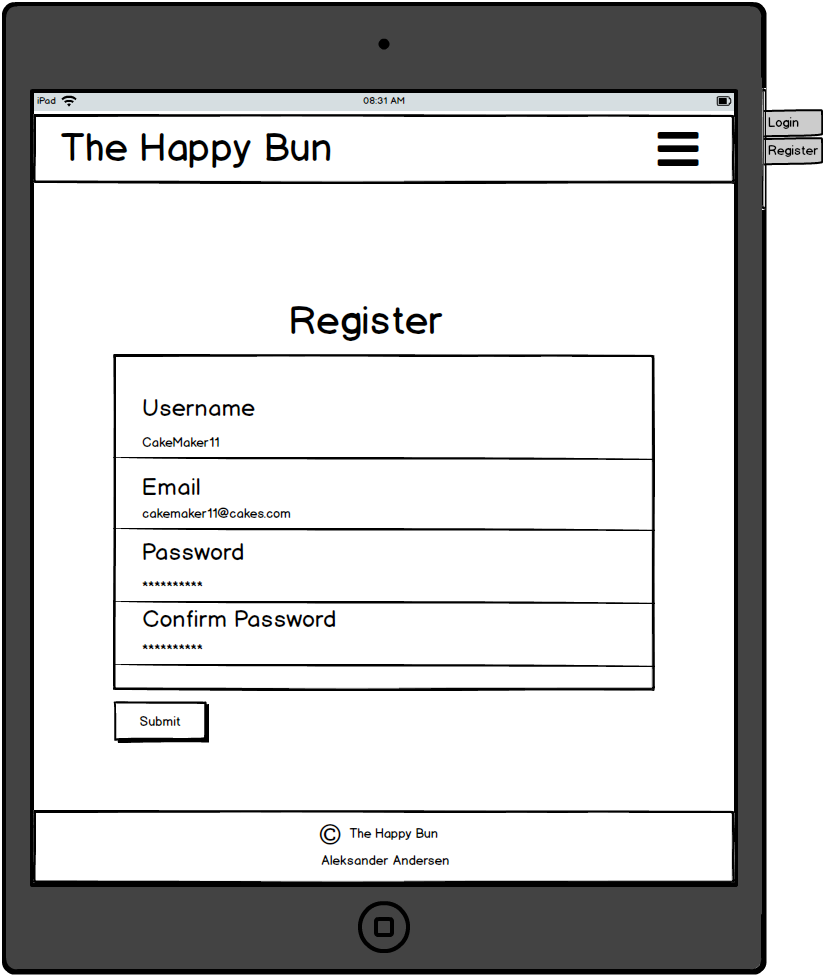 iPad 08:31 AM
Login
The Happy Bun
Register
Register
Username
CakeMaker11
Email
cakemaker11@cakes.com
Password
**********
Confirm Password
**********
Submit
© The Happy Bun
Aleksander Andersen